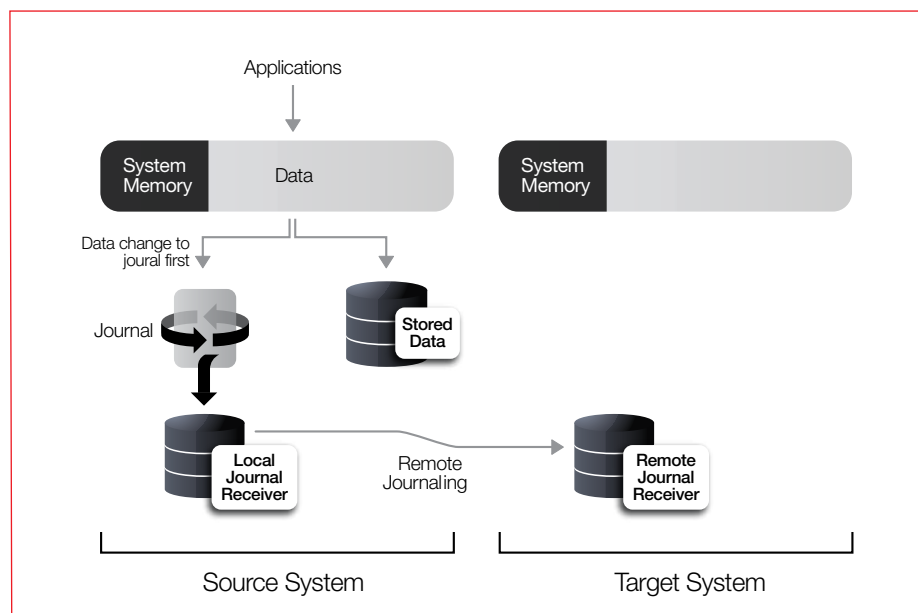 Applications
System
Memory
Data
System
Memory
Data change to
joural first
Journal
Stored
Data
Local
Journal
Receiver
Remote
Journaling
Remote
Journal
Receiver
Source System
Target System